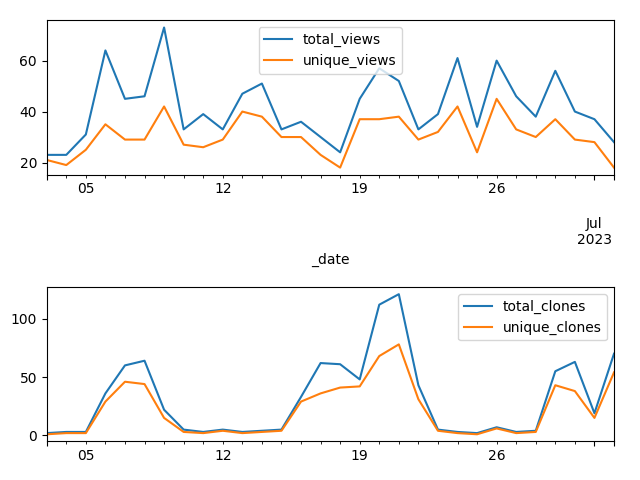 60
40
20
total_views
unique_views
05 12 19 26
Jul
2023
_date
100
50
0
total_clones
unique_clones
05 12 19 26